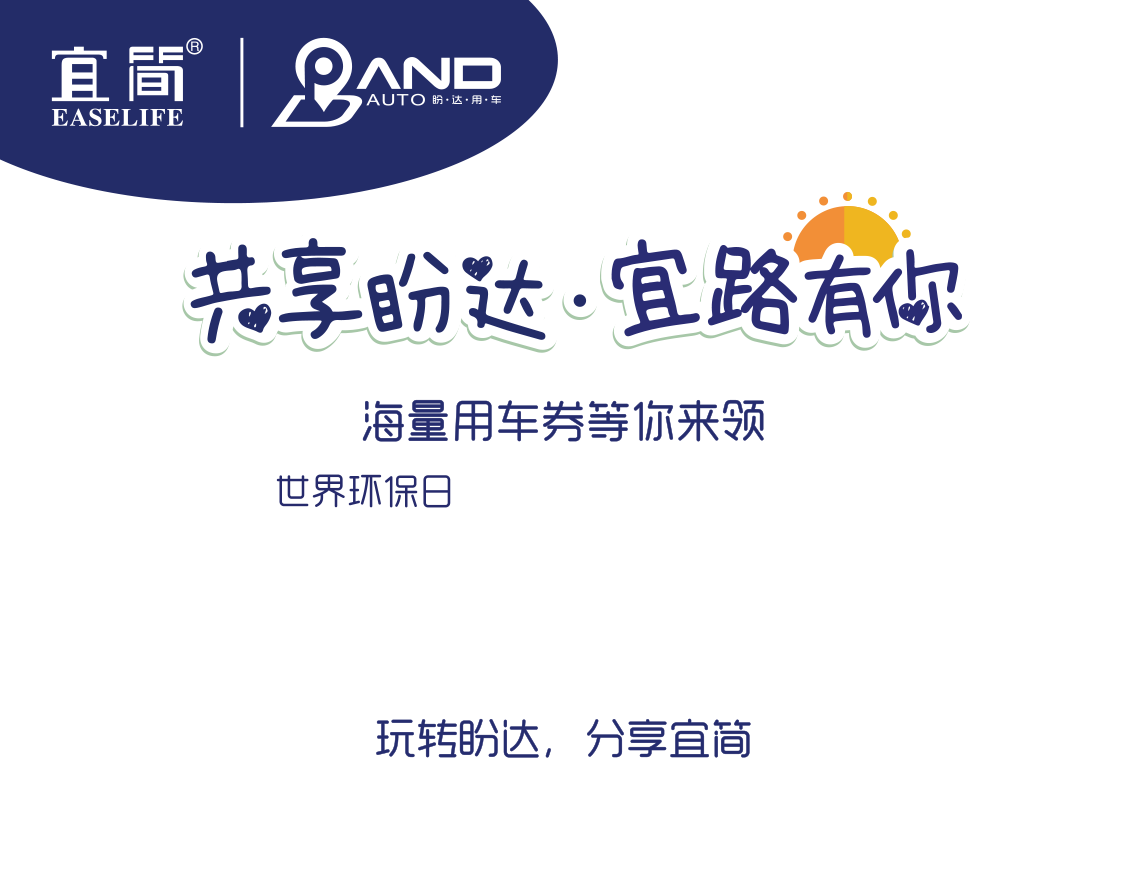 宜简®
EASELIFE
PAND
AUTO 盼·达·用·车
共享盼达·宜路有你
海量用车券等你来领
世界环保日
玩转盼达，分享宜简